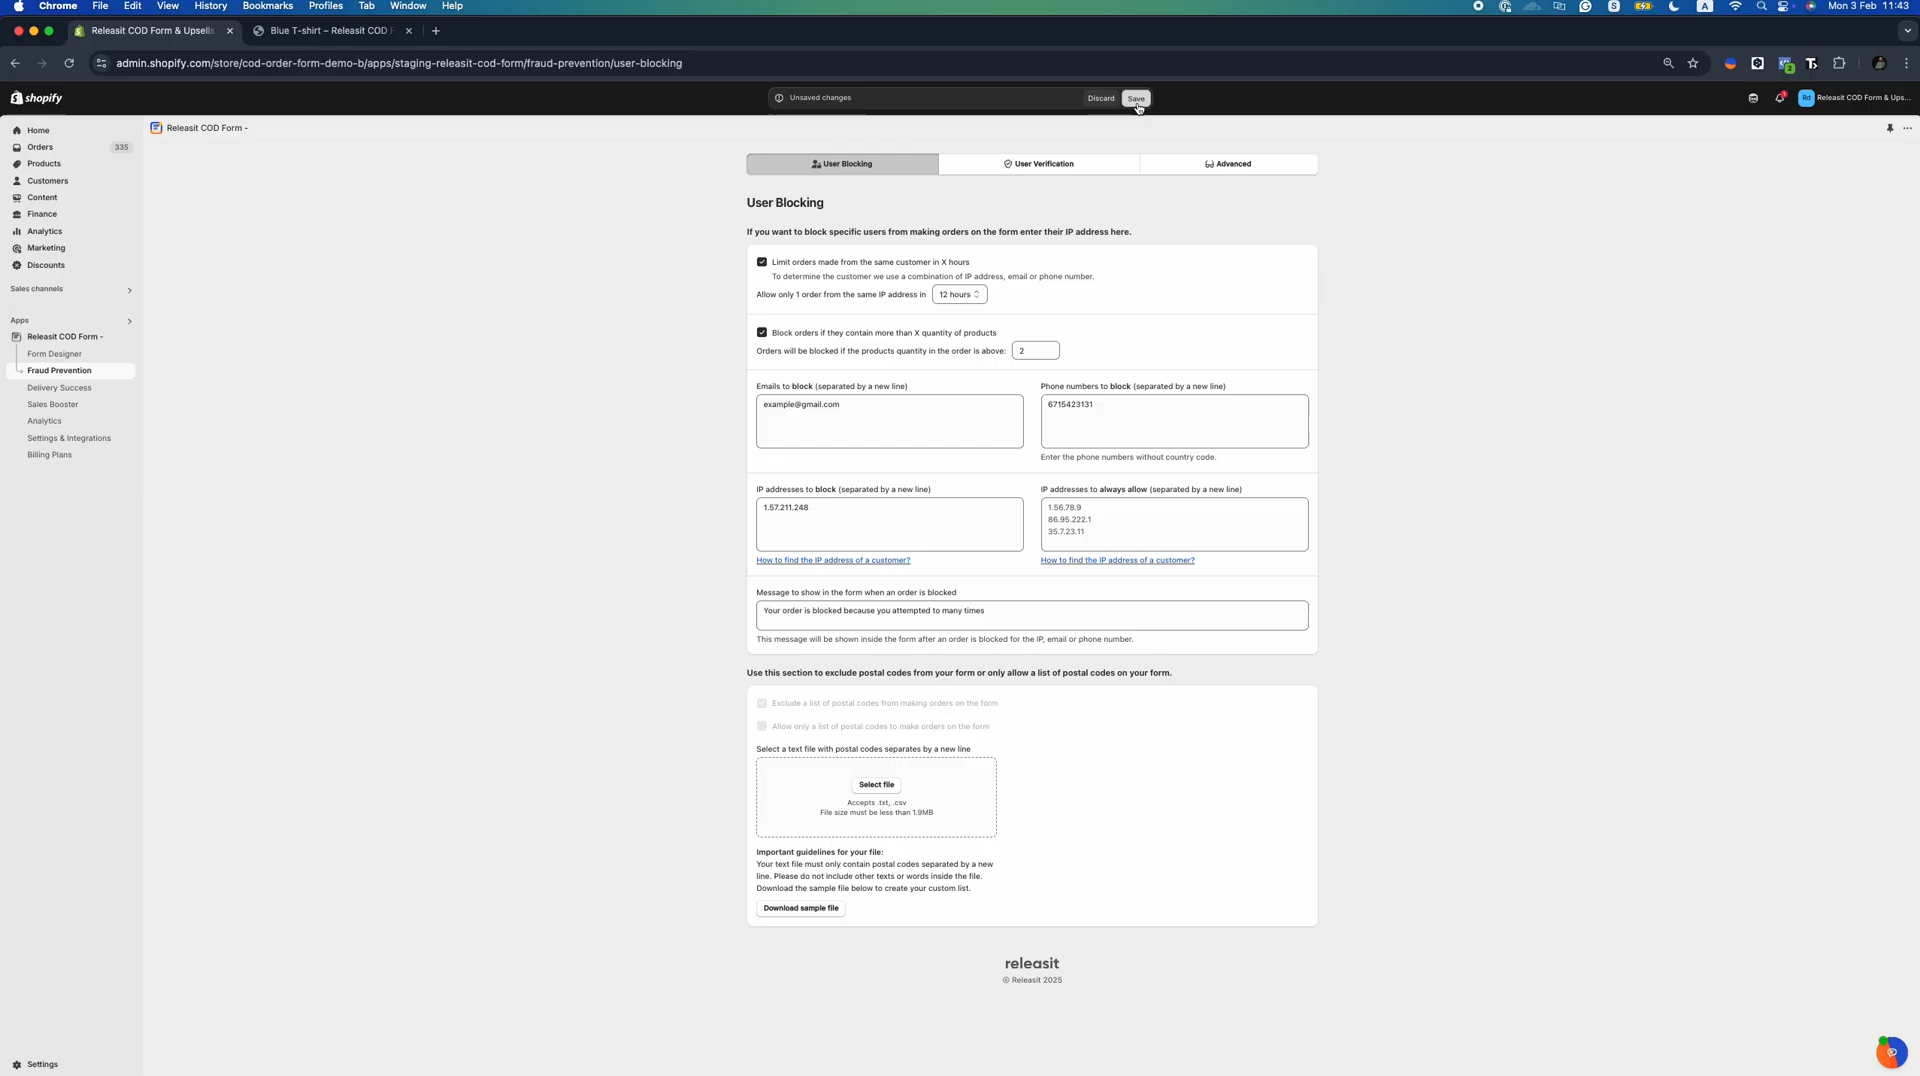 Chrome File Edit View History Bookmarks Profiles Tab Window Help
A Mon 3 Feb 11:43
Releasit COD Form & Upsells
Blue T-shirt – Releasit COD F
admin.shopify.com/store/cod-order-form-demo-b/apps/staging-releasit-cod-form/fraud-prevention/user-blocking
shopify
Unsaved changes
Discard
Save
Releasit COD Form & Ups...
Releasit COD Form -
Home
Orders 335
Products
Customers
Content
Finance
Analytics
Marketing
Discounts
Sales channels
Apps
Releasit COD Form -
Form Designer
Fraud Prevention
Delivery Success
Sales Booster
Analytics
Settings & Integrations
Billing Plans
Settings
User Blocking
User Verification
Advanced
User Blocking
If you want to block specific users from making orders on the form enter their IP address here.
Limit orders made from the same customer in X hours
To determine the customer we use a combination of IP address, email or phone number.
Allow only 1 order from the same IP address in 12 hours
Block orders if they contain more than X quantity of products
Orders will be blocked if the products quantity in the order is above: 2
Emails to block (separated by a new line)
example@gmail.com
Phone numbers to block (separated by a new line)
6715423131
Enter the phone numbers without country code.
IP addresses to block (separated by a new line)
1.57.211.248
How to find the IP address of a customer?
IP addresses to always allow (separated by a new line)
1.56.78.9
86.95.222.1
35.7.23.11
How to find the IP address of a customer?
Message to show in the form when an order is blocked
Your order is blocked because you attempted to many times
This message will be shown inside the form after an order is blocked for the IP, email or phone number.
Use this section to exclude postal codes from your form or only allow a list of postal codes on your form.
Exclude a list of postal codes from making orders on the form
Allow only a list of postal codes to make orders on the form
Select a text file with postal codes separates by a new line
Select file
Accepts .txt, .csv
File size must be less than 1.9MB
Important guidelines for your file:
Your text file must only contain postal codes separated by a new
line. Please do not include other texts or words inside the file.
Download the sample file below to create your custom list.
Download sample file
releasit
© Releasit 2025